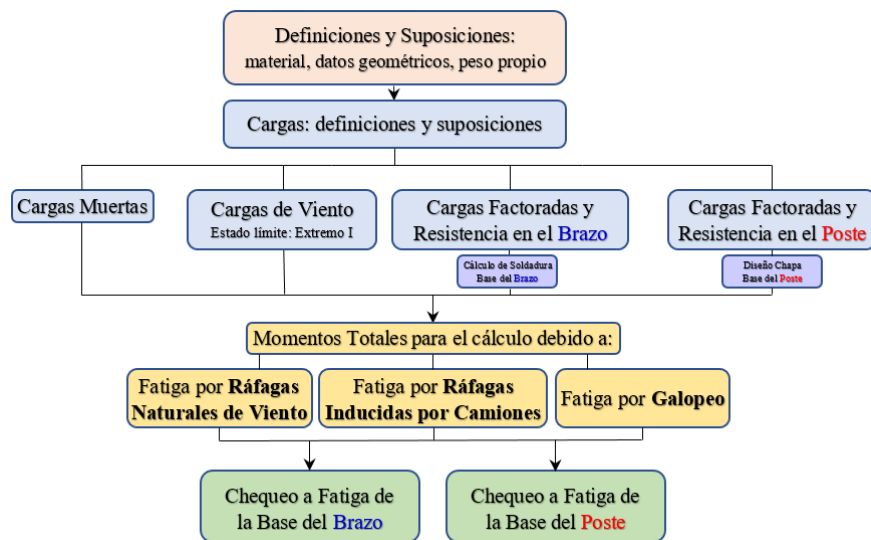 Definiciones y Suposiciones:
material, datos geométricos, peso propio
Cargas: definiciones y suposiciones
Cargas Muertas
Cargas de Viento
Estado límite: Extremo I
Cargas Factoradas y
Resistencia en el Brazo
Cargas Factoradas y
Resistencia en el Poste
Cálculo de Soldadura
Base del Brazo
Diseño Chapa
Base del Poste
Momentos Totales para el cálculo debido a:
Fatiga por Ráfagas
Naturales de Viento
Fatiga por Ráfagas
Inducidas por Camiones
Fatiga por Galopeo
Chequeo a Fatiga de
la Base del Brazo
Chequeo a Fatiga de
la Base del Poste